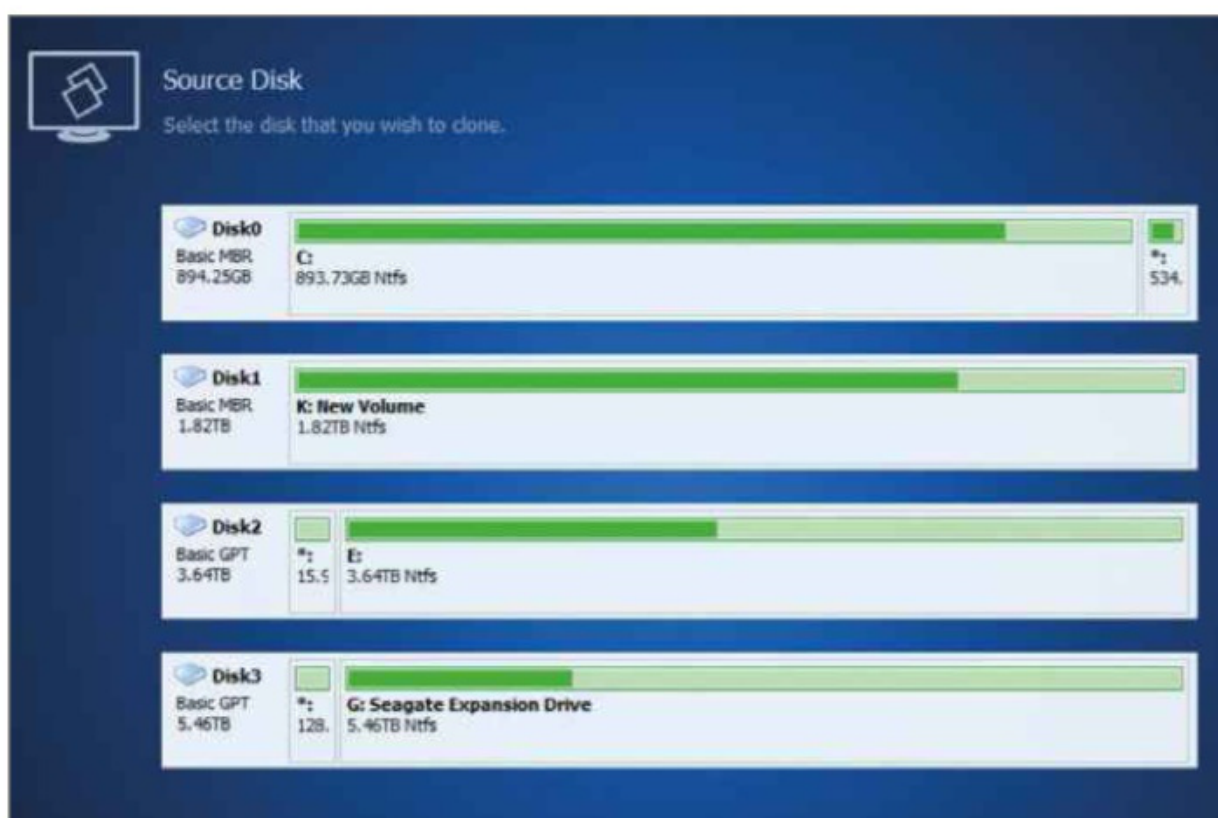 Source Disk
Select the disk that you wish to clone.
Disk0
Basic MBR
894.25GB
C:
893.73GB Ntfs
*:
534.
Disk1
Basic MBR
1.82TB
K: New Volume
1.82TB Ntfs
Disk2
Basic GPT
3.64TB
*:
15.9
E:
3.64TB Ntfs
Disk3
Basic GPT
5.46TB
*:
128.
G: Seagate Expansion Drive
5.46TB Ntfs